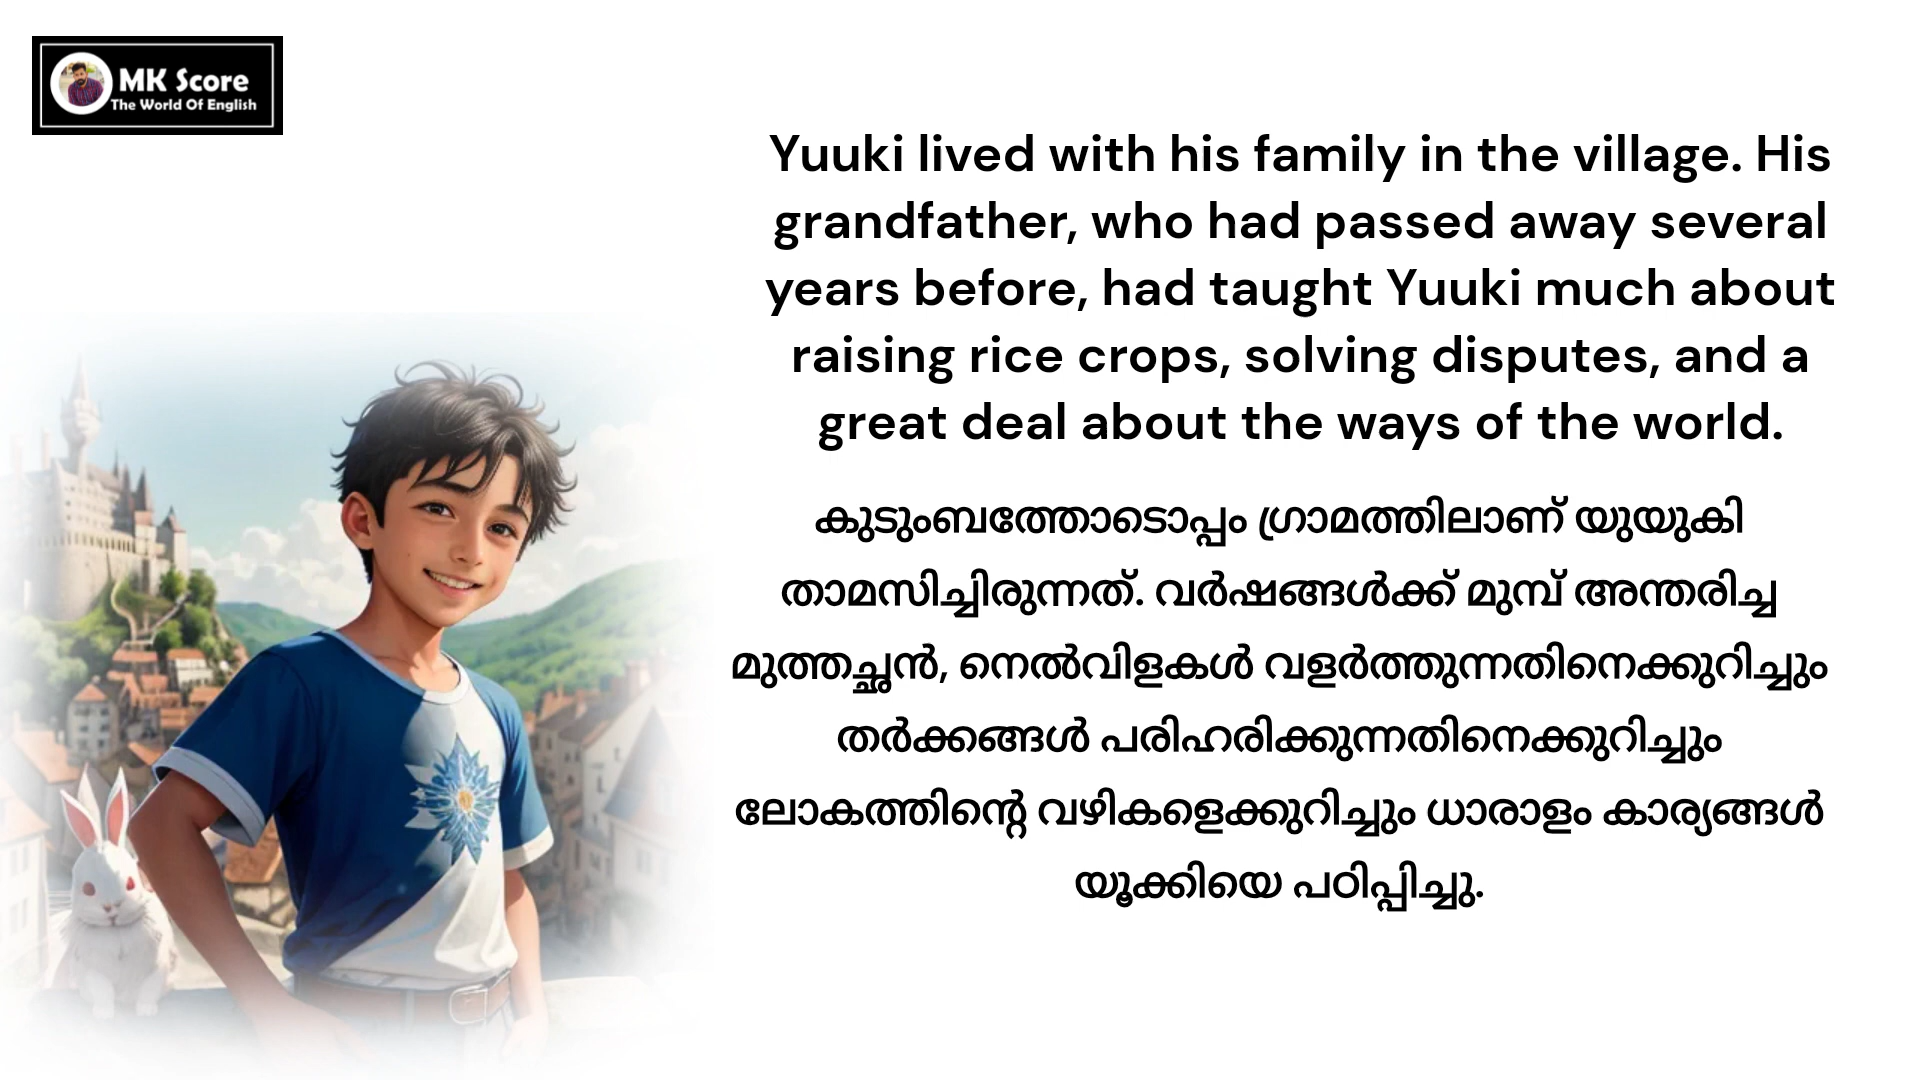 MK Score
The World Of English
Yuuki lived with his family in the village. His
grandfather, who had passed away several
years before, had taught Yuuki much about
raising rice crops, solving disputes, and a
great deal about the ways of the world.
കുടുംബത്തോടൊപ്പം ഗ്രാമത്തിലാണ് യുയുകി
താമസിച്ചിരുന്നത്. വർഷങ്ങൾക്ക് മുമ്പ് അന്തരിച്ച
മുത്തച്ഛൻ, നെൽവിളകൾ വളർത്തുന്നതിനെക്കുറിച്ചും
തർക്കങ്ങൾ പരിഹരിക്കുന്നതിനെക്കുറിച്ചും
ലോകത്തിന്റെ വഴികളെക്കുറിച്ചും ധാരാളം കാര്യങ്ങൾ
യൂക്കിയെ പഠിപ്പിച്ചു.